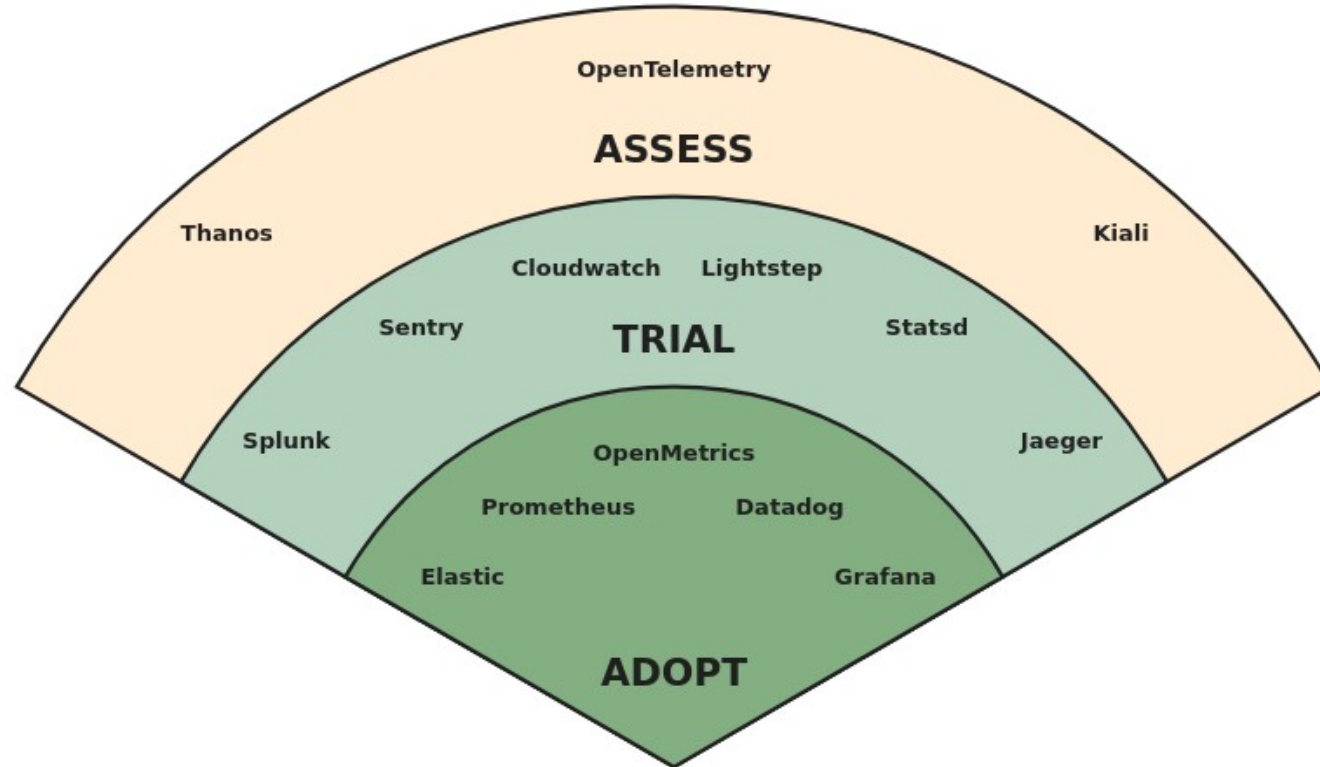 OpenTelemetry
ASSESS
Thanos
Kiali
Cloudwatch
Lightstep
Sentry
Statsd
TRIAL
Splunk
Jaeger
OpenMetrics
Prometheus
Datadog
Elastic
Grafana
ADOPT